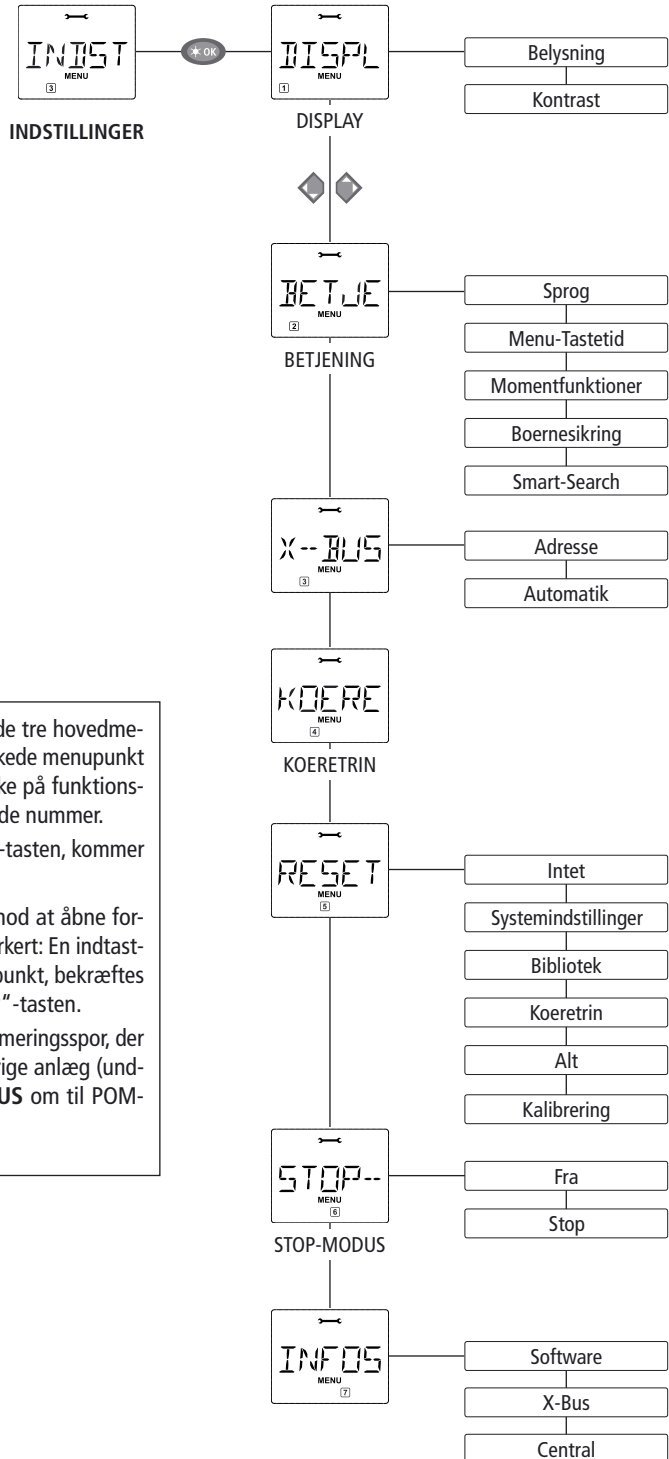 INDST
MENU
3
INDSTILLINGER
OK
DISPL
MENU
1
DISPLAY
Belysning
Kontrast
BETJE
MENU
2
BETJENING
Sprog
Menu-Tastetid
Momentfunktioner
Boernesikring
Smart-Search
X--BUS
MENU
3
Adresse
Automatik
KOERE
MENU
4
KOERETRIN
RESET
MENU
5
Intet
Systemindstillinger
Bibliotek
Koeretrin
Alt
Kalibrering
STOP--
MENU
6
STOP-MODUS
Fra
Stop
INFOS
MENU
7
Software
X-Bus
Central
de tre hovedme-
kede menupunkt
ke på funktions-
de nummer.
-tasten, kommer
nod at åbne for-
rkert: En indtast-
punkt, bekræftes
"-tasten.
meringsspor, der
rige anlæg (und-
US om til POM-